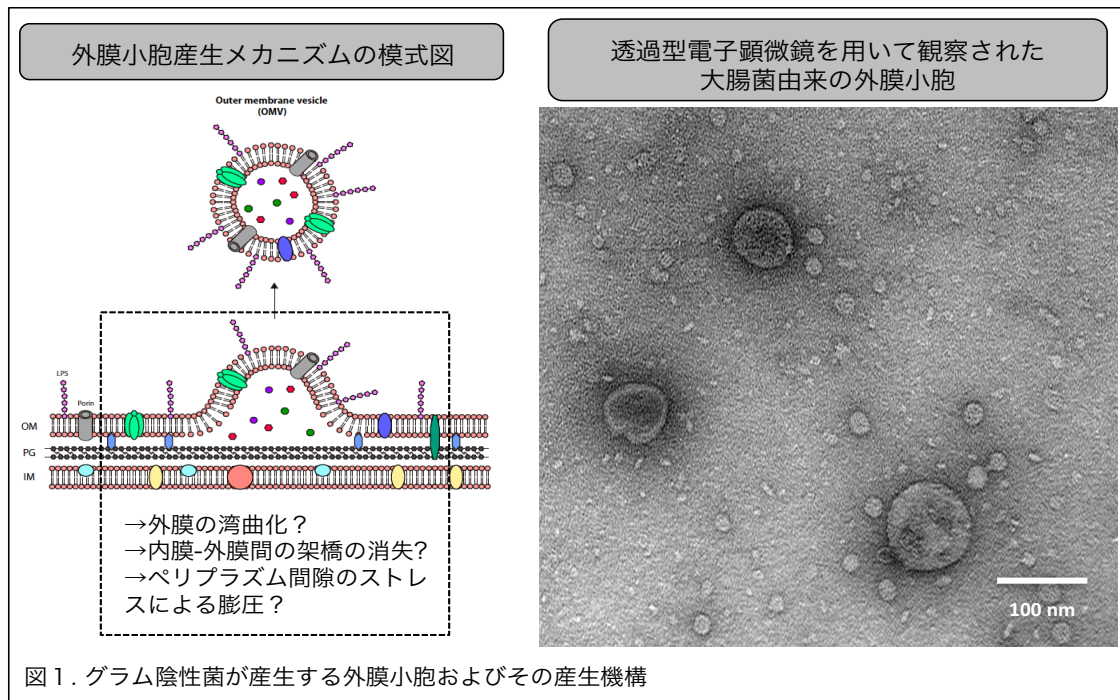 外膜小胞産生メカニズムの模式図
Outer membrane vesicle
(OMV)
LPS
Porin
OM
PG
IM
→外膜の湾曲化？
→内膜-外膜間の架橋の消失?
→ペリプラズム間隙のストレ
スによる膨圧？
透過型電子顕微鏡を用いて観察された
大腸菌由来の外膜小胞
100 nm
図１. グラム陰性菌が産生する外膜小胞およびその産生機構